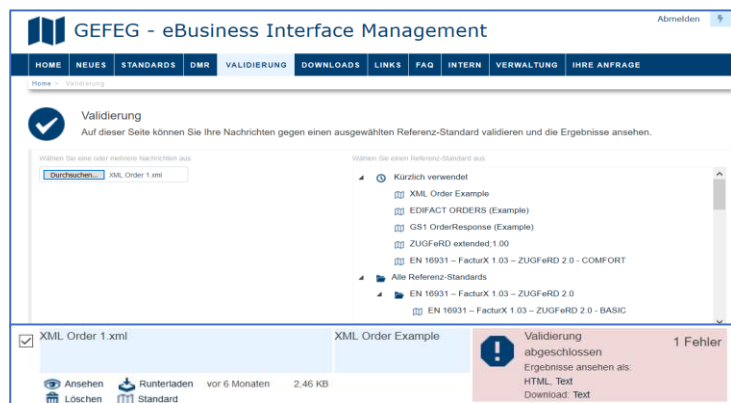 GEFEG - eBusiness Interface Management
Abmelden
HOME NEUES STANDARDS DMR VALIDIERUNG DOWNLOADS LINKS FAQ INTERN VERWALTUNG IHRE ANFRAGE
Home > Validierung
Validierung
Auf dieser Seite können Sie Ihre Nachrichten gegen einen ausgewählten Referenz-Standard validieren und die Ergebnisse ansehen.
Wählen Sie eine oder mehrere Nachrichten aus:
Durchsuchen... XML Order 1.xml
Wählen Sie einen Referenz-Standard aus:
Kürzlich verwendet
XML Order Example
EDIFACT ORDERS (Example)
GS1 OrderResponse (Example)
ZUGFeRD extended;1.00
EN 16931 – FacturX 1.03 – ZUGFeRD 2.0 - COMFORT
Alle Referenz-Standards
EN 16931 – FacturX 1.03 – ZUGFeRD 2.0
EN 16931 – FacturX 1.03 – ZUGFeRD 2.0 - BASIC
XML Order 1.xml
Ansehen Runterladen vor 6 Monaten 2,46 KB
Löschen Standard
XML Order Example
Validierung
abgeschlossen
1 Fehler
Ergebnisse ansehen als:
HTML, Text
Download: Text